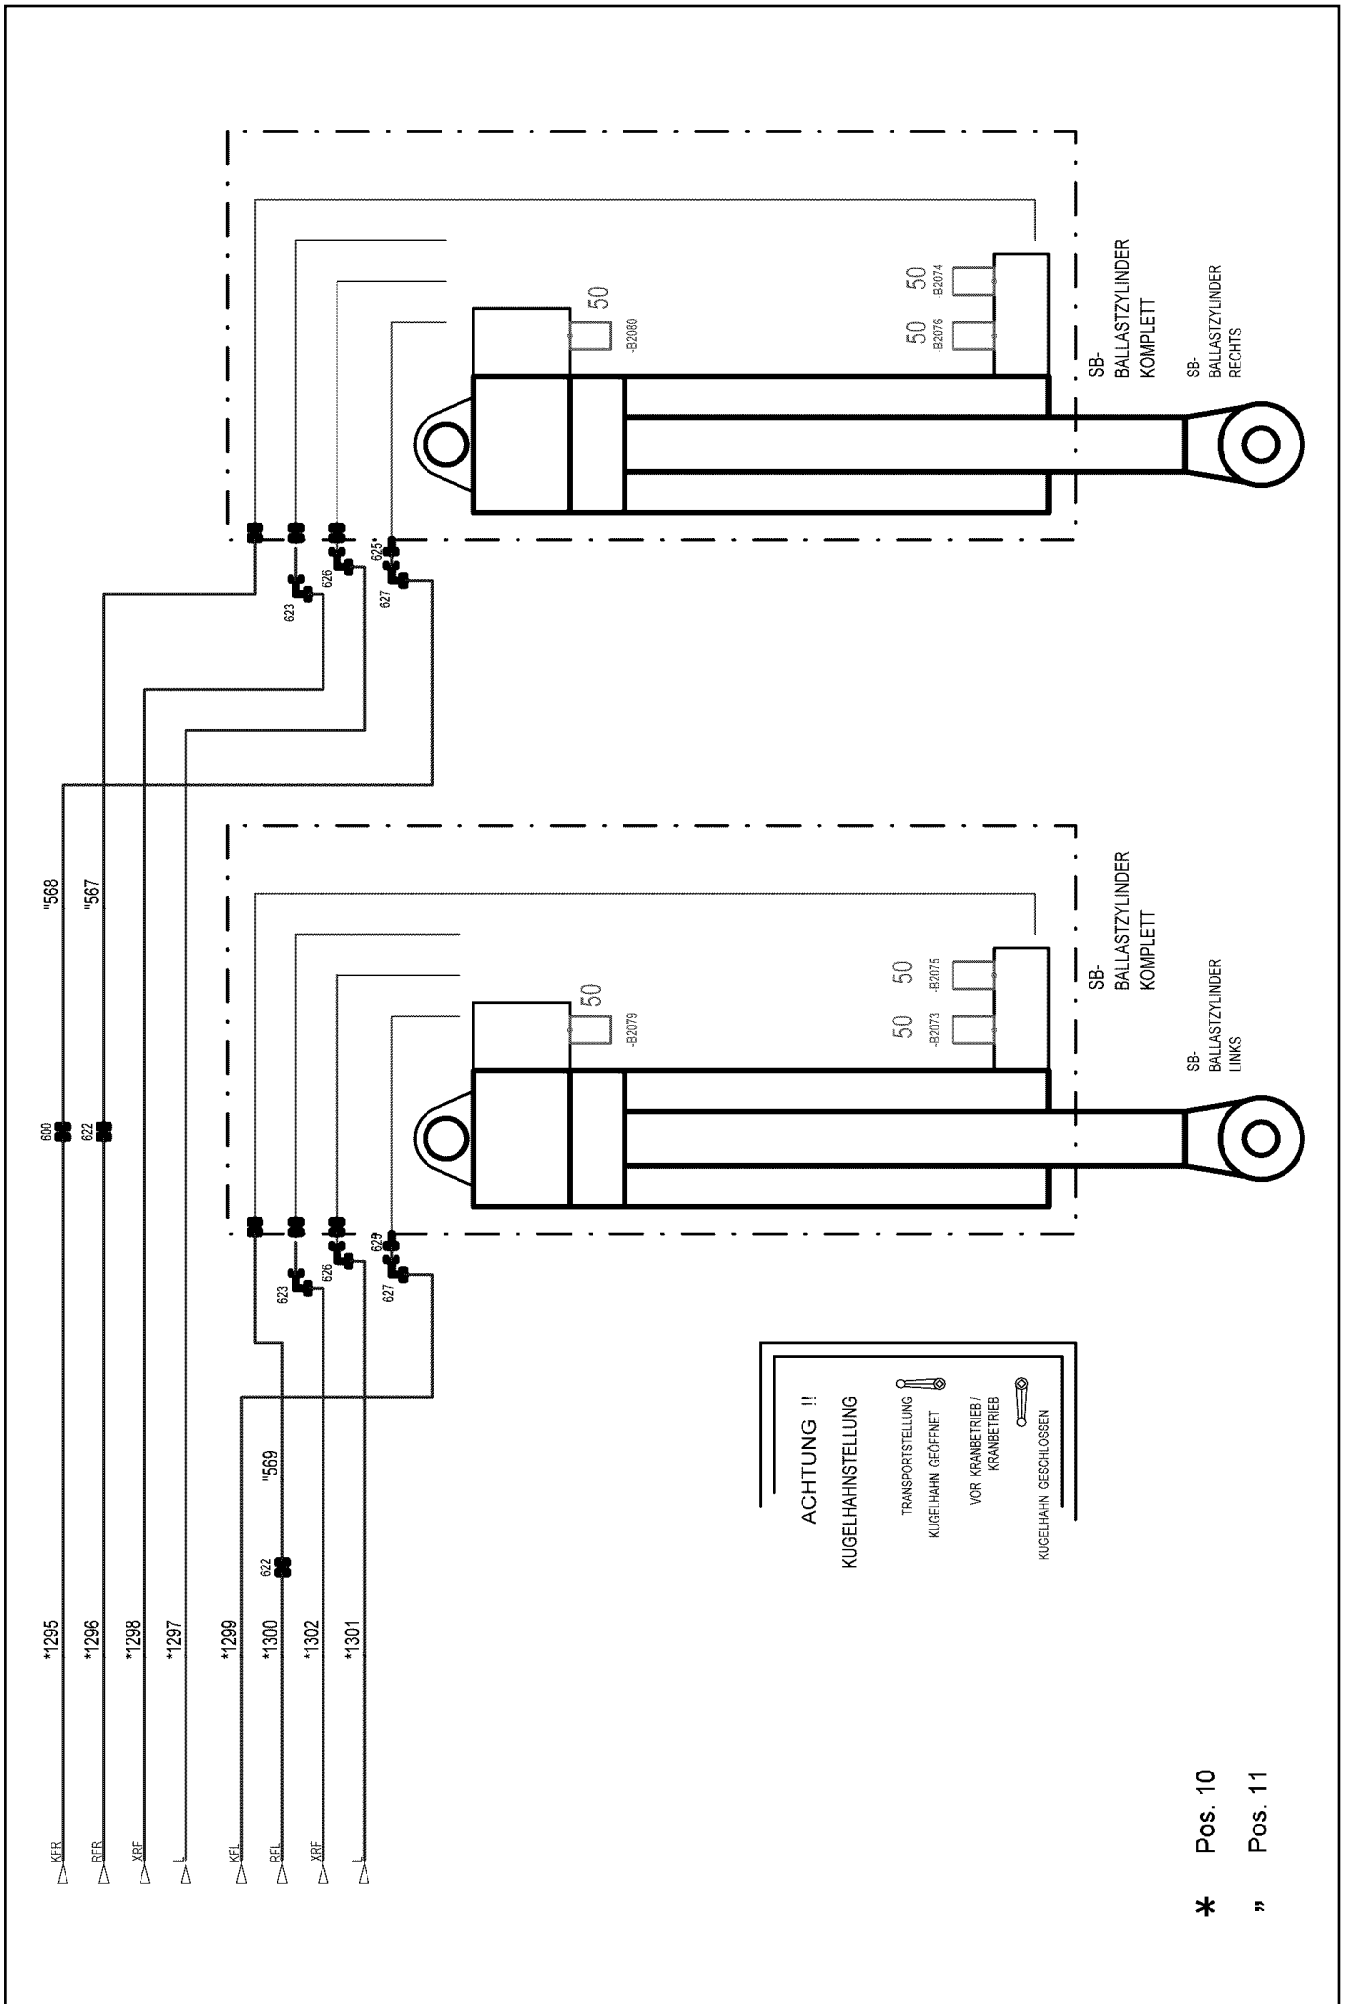 KFR
*1295
600
"568
RFR
*1296
622
"567
XRF
*1298
L
*1297
KFL
*1299
RFL
*1300
622
"569
XRF
*1302
L
*1301
623
626
627
625
623
626
627
625
50
-B2079
50
-B2073
50
-B2075
50
-B2080
50
-B2076
50
-B2074
SB-
BALLASTZYLINDER
KOMPLETT
SB-
BALLASTZYLINDER
LINKS
SB-
BALLASTZYLINDER
KOMPLETT
SB-
BALLASTZYLINDER
RECHTS
ACHTUNG !!
KUGELHAHNSTELLUNG
TRANSPORTSTELLUNG
KUGELHAHN GEÖFFNET
VOR KRANBETRIEB /
KRANBETRIEB
KUGELHAHN GESCHLOSSEN
* Pos. 10
" Pos. 11